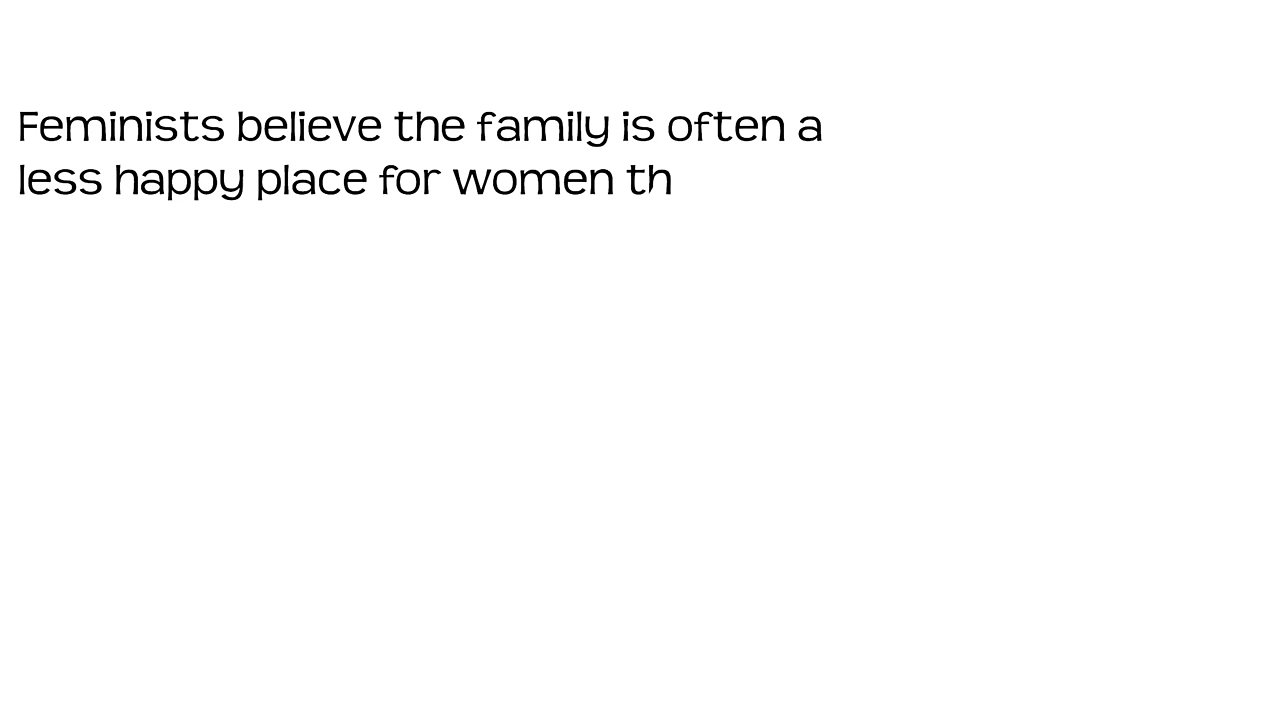 Feminists believe the family is often a
less happy place for women th